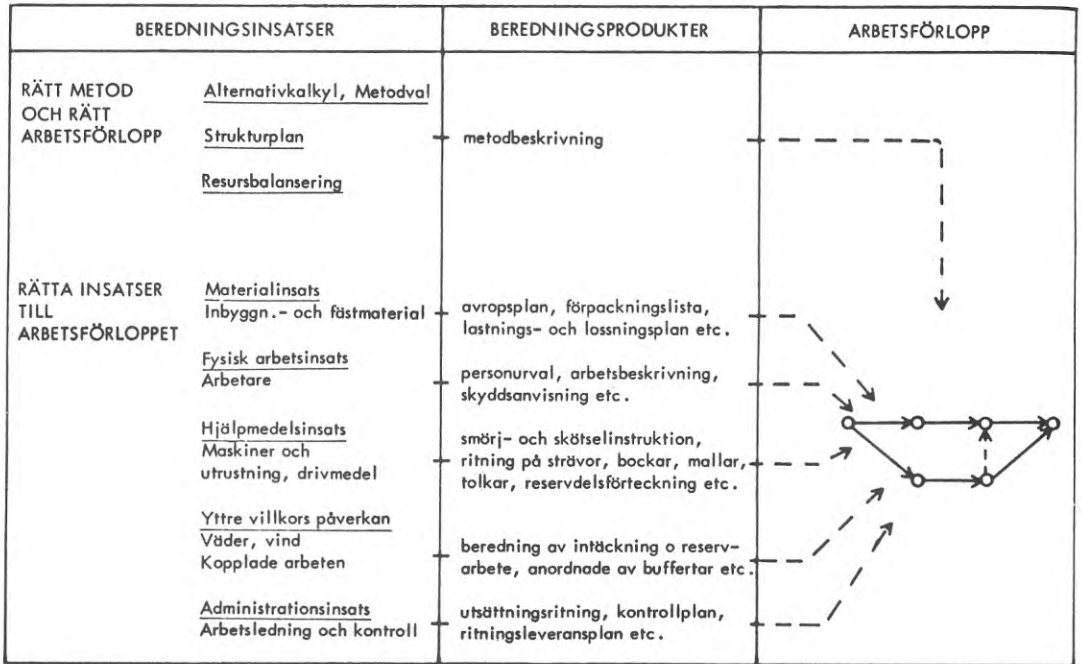 BEREDNINGSINSATSER
BEREDNINGSPRODUKTER
ARBETSFÖRLOPP
RÄTT METOD
OCH RÄTT
ARBETSFÖRLOPP
Alternativkalkyl, Metodval
Strukturplan
metodbeskrivning
Resursbalansering
RÄTTA INSATSER
TILL
ARBETSFÖRLOPPET
Materialinsats
Inbyggn.- och fästmaterial
avropsplan, förpackningslista,
lastnings- och lossningsplan etc.
Fysisk arbetsinsats
Arbetare
personurval, arbetsbeskrivning,
skyddsanvisning etc.
Hjälpmedelsinsats
Maskiner och
utrustning, drivmedel
smörj- och skötselinstruktion,
ritning på strävor, bockar, mallar,
tolkar, reservdelsförteckning etc.
Yttre villkors påverkan
Väder, vind
Kopplade arbeten
beredning av intäckning o reserv-
arbete, anordnade av buffertar etc.
Administrationsinsats
Arbetsledning och kontroll
utsättningsritning, kontrollplan,
ritningsleveransplan etc.